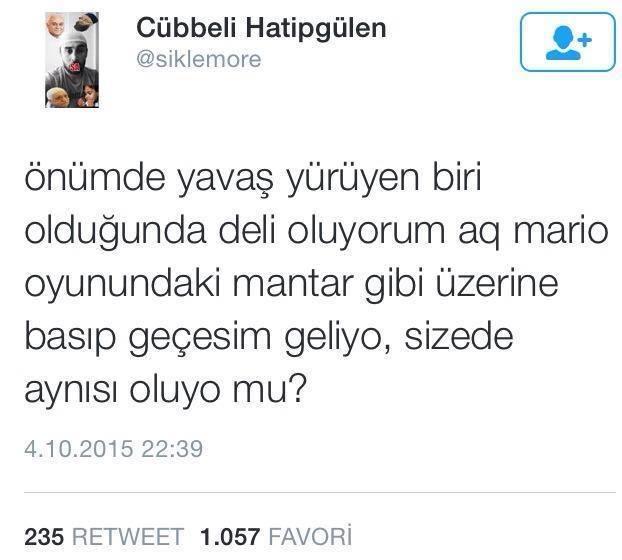 Cübbeli Hatipgülen
@siklemore
önümde yavaş yürüyen biri
olduğunda deli oluyorum aq mario
oyunundaki mantar gibi üzerine
basıp geçesim geliyo, sizede
aynısı oluyo mu?
4.10.2015 22:39
235 RETWEET 1.057 FAVORİ